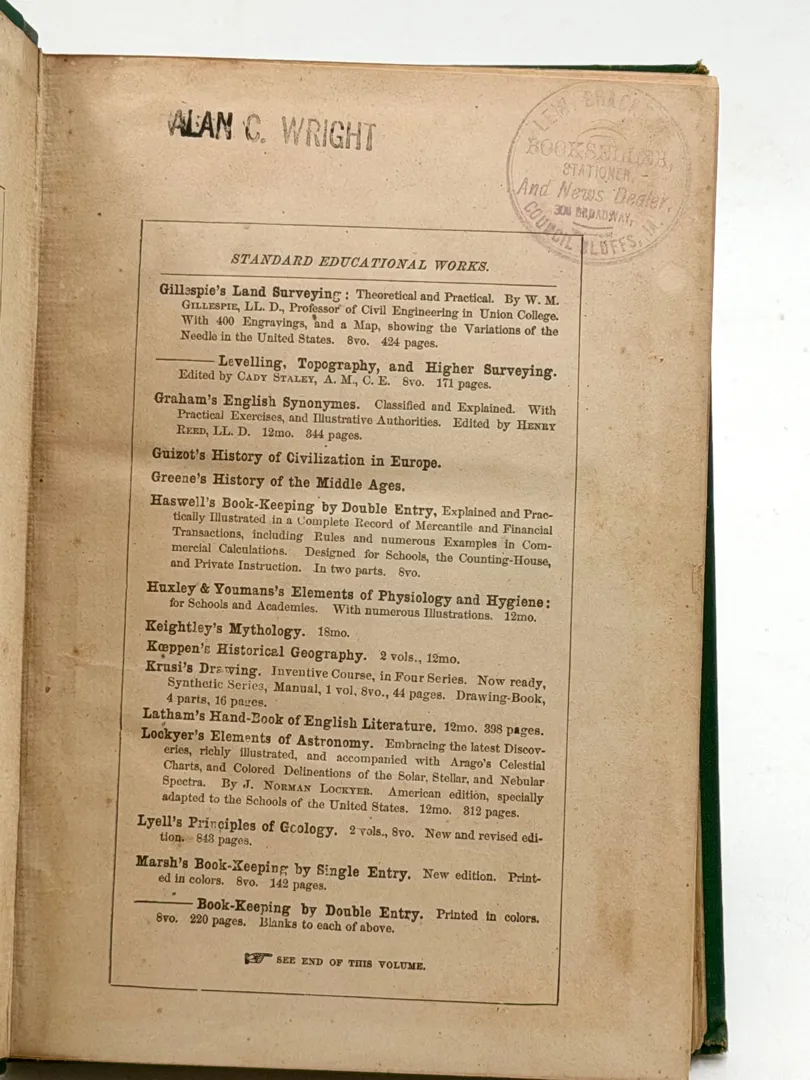 ALAN C. WRIGHT
BOOKSELLER,
STATIONER,
And News Dealer,
BROADWAY,
COUNCIL BLUFFS, IA.
STANDARD EDUCATIONAL WORKS.
Gillespie's Land Surveying: Theoretical and Practical. By W. M.
GILLESPIE, LL. D., Professor of Civil Engineering in Union College.
With 400 Engravings, and a Map, showing the Variations of the
Needle in the United States. 8vo. 424 pages.
——— Levelling, Topography, and Higher Surveying.
Edited by CADY STALEY, A. M., C. E. 8vo. 171 pages.
Graham's English Synonymes. Classified and Explained. With
Practical Exercises, and Illustrative Authorities. Edited by HENRY
REED, LL. D. 12mo. 344 pages.
Guizot's History of Civilization in Europe.
Greene's History of the Middle Ages.
Haswell's Book-Keeping by Double Entry, Explained and Prac-
tically Illustrated in a Complete Record of Mercantile and Financial
Transactions, including Rules and numerous Examples in Com-
mercial Calculations. Designed for Schools, the Counting-House,
and Private Instruction. In two parts. 8vo.
Huxley & Youmans's Elements of Physiology and Hygiene:
for Schools and Academies. With numerous Illustrations. 12mo.
Keightley's Mythology. 18mo.
Kœppen's Historical Geography. 2 vols., 12mo.
Krusi's Drawing. Inventive Course, in Four Series. Now ready,
Synthetic Series, Manual, 1 vol. 8vo., 44 pages. Drawing-Book,
4 parts, 16 pages.
Latham's Hand-Book of English Literature. 12mo. 398 pages.
Lockyer's Elements of Astronomy. Embracing the latest Discov-
eries, richly illustrated, and accompanied with Arago's Celestial
Charts, and Colored Delineations of the Solar, Stellar, and Nebular
Spectra. By J. NORMAN LOCKYER. American edition, specially
adapted to the Schools of the United States. 12mo. 312 pages.
Lyell's Principles of Geology. 2 vols., 8vo. New and revised edi-
tion. 843 pages.
Marsh's Book-Keeping by Single Entry. New edition. Print-
ed in colors. 8vo. 142 pages.
——— Book-Keeping by Double Entry. Printed in colors.
8vo. 220 pages. Blanks to each of above.
☞ SEE END OF THIS VOLUME.